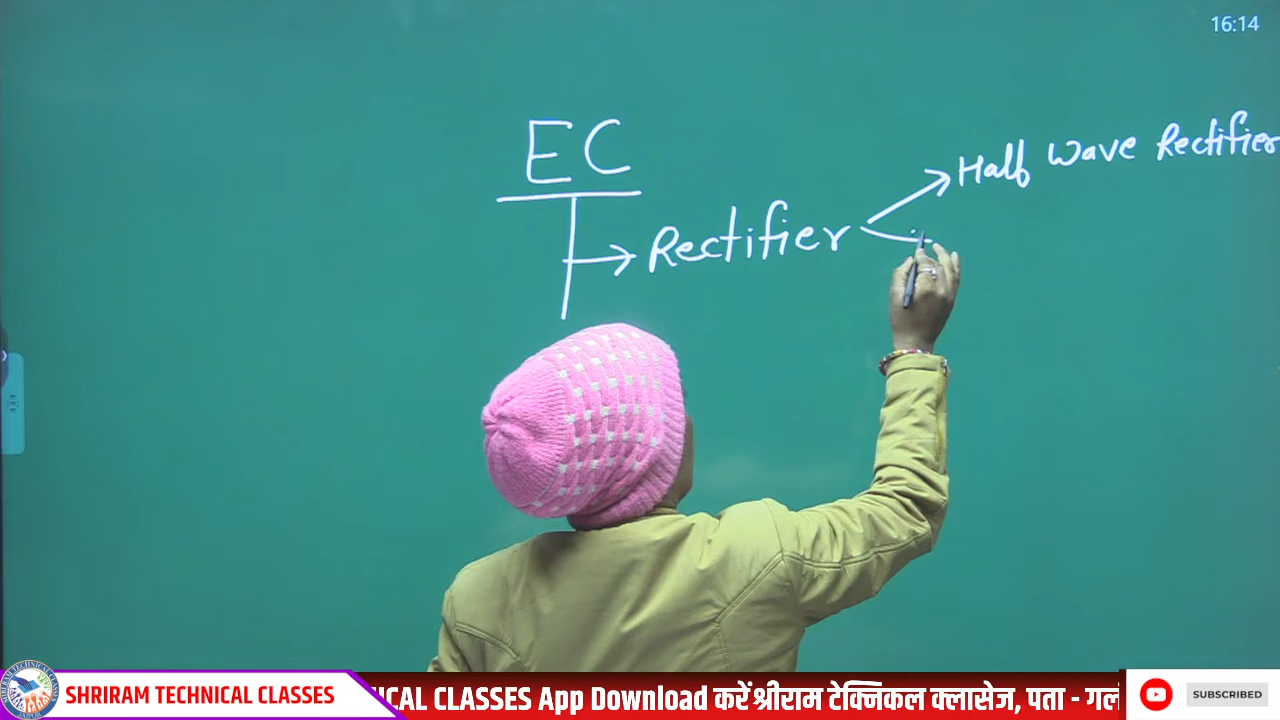 16:14
EC
Half Wave Rectifier
Rectifier
SHRIRAM TECHNICAL CLASSES
CAL CLASSES App Download करें श्रीराम टेक्निकल क्लासेज, पता - गल
SUBSCRIBED